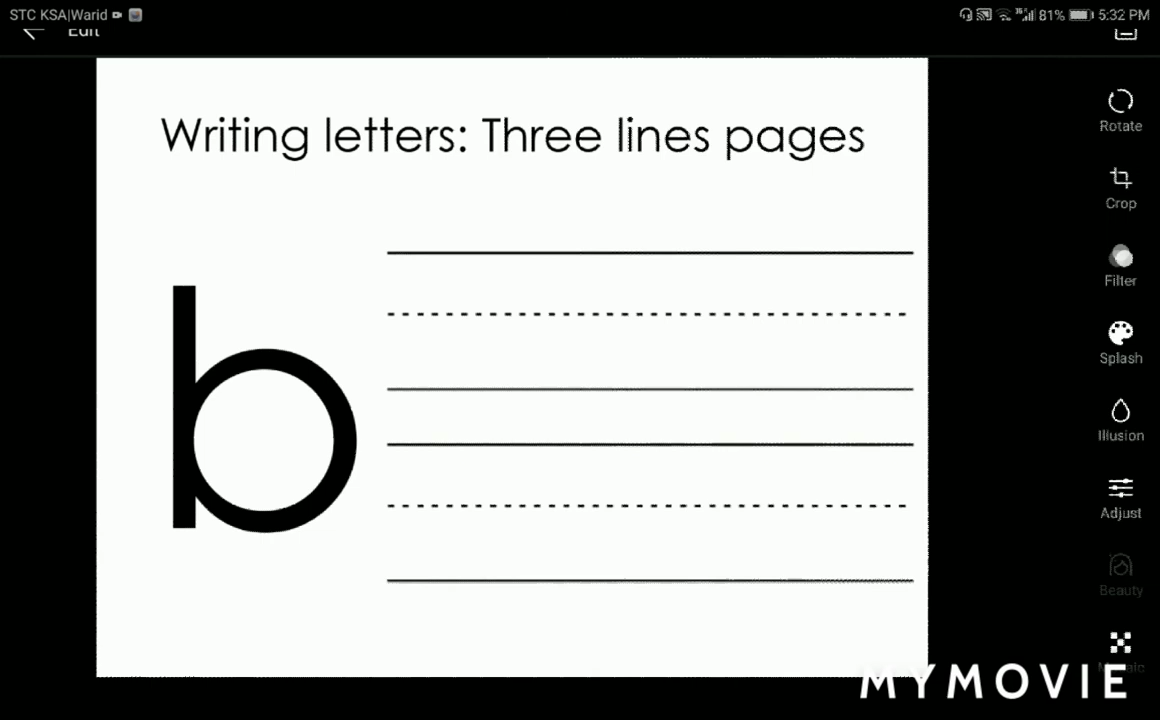 STC KSA|Warid 81% 5:32 PM
Edit
Writing letters: Three lines pages
b
Rotate
Crop
Filter
Splash
Illusion
Adjust
Beauty
MYMOVIE